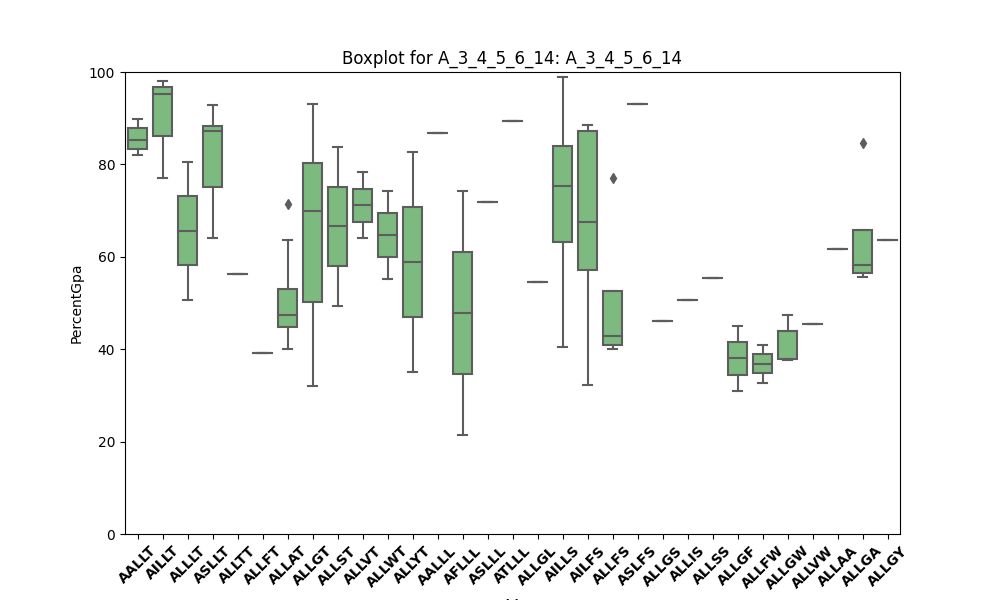 Boxplot for A_3_4_5_6_14: A_3_4_5_6_14
100
80
60
40
20
0
PercentGpa
AALLT
AILLT
ALLLT
ASLLT
ALLTT
ALLFT
ALLAT
ALLGT
ALLST
ALLVT
ALLWT
ALLYT
AALLL
AFLLL
ASLLL
ATLLL
ALLGL
AILLS
AILFS
ALLFS
ASLFS
ALLGS
ALLIS
ALLSS
ALLGF
ALLFW
ALLGW
ALLVW
ALLAA
ALLGA
ALLGY